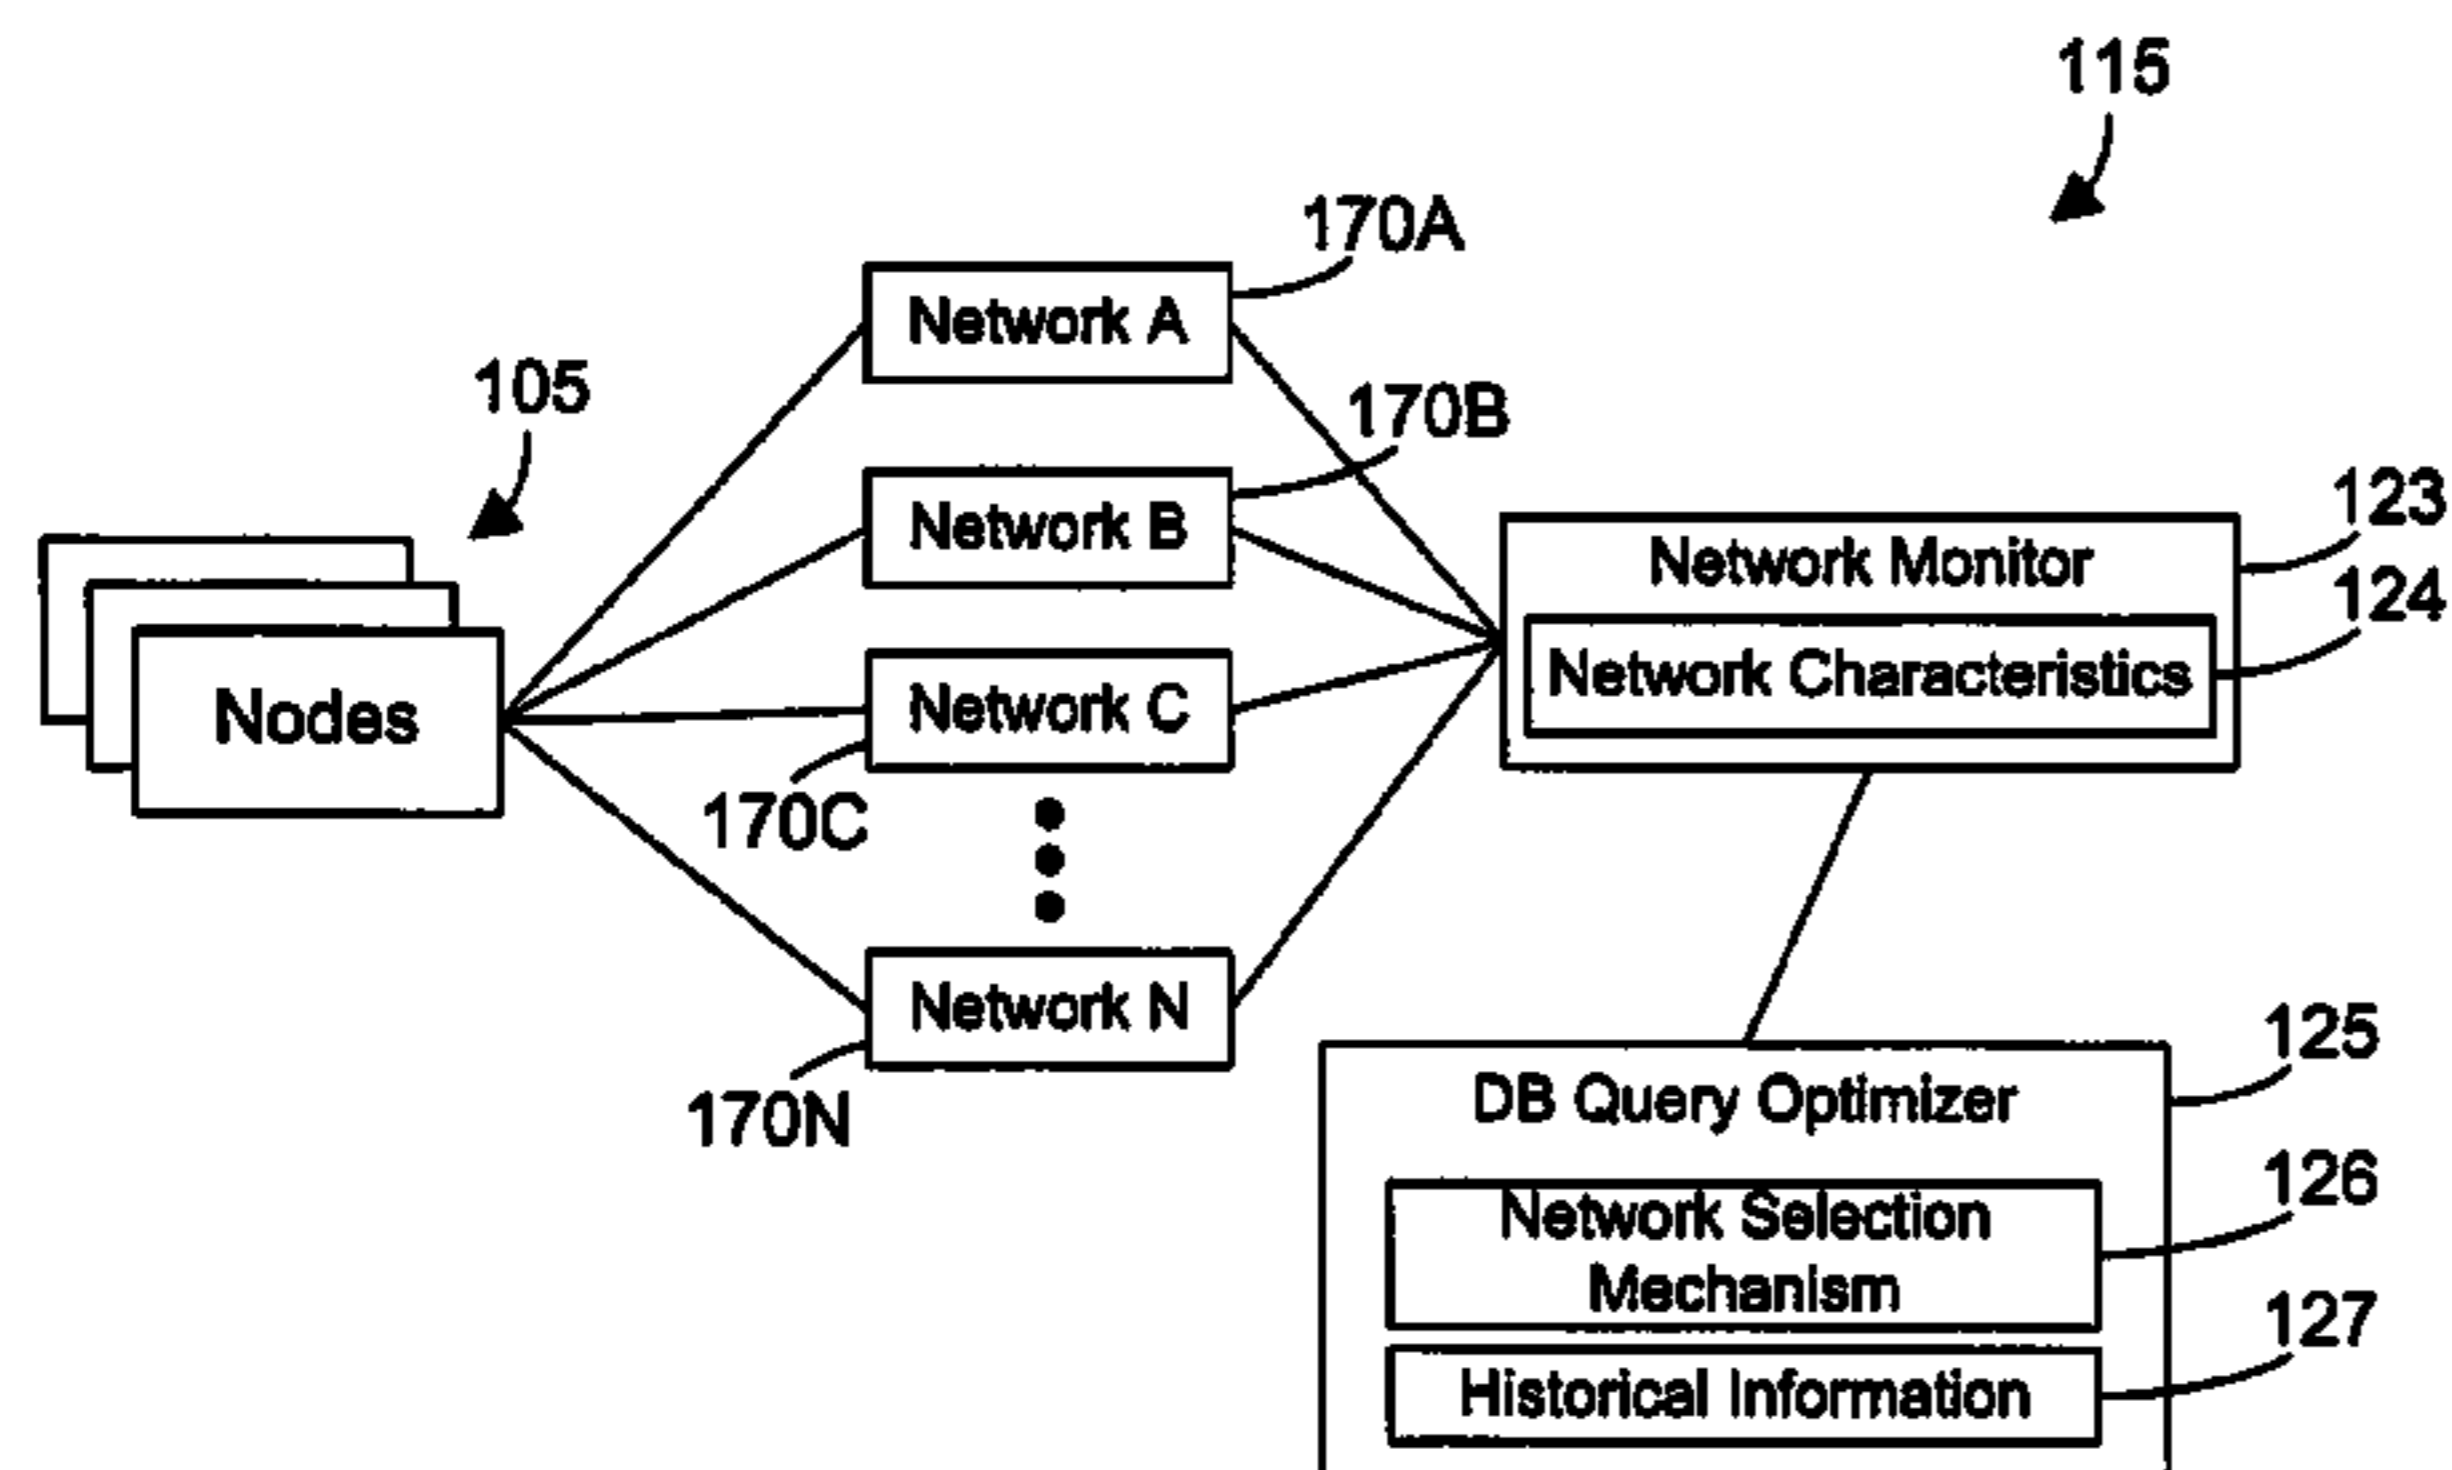 115
170A
Network A
105
170B
Network B
123
Network Monitor
124
Network Characteristics
Nodes
Network C
170C
Network N
170N
125
DB Query Optimizer
126
Network Selection
Mechanism
127
Historical Information